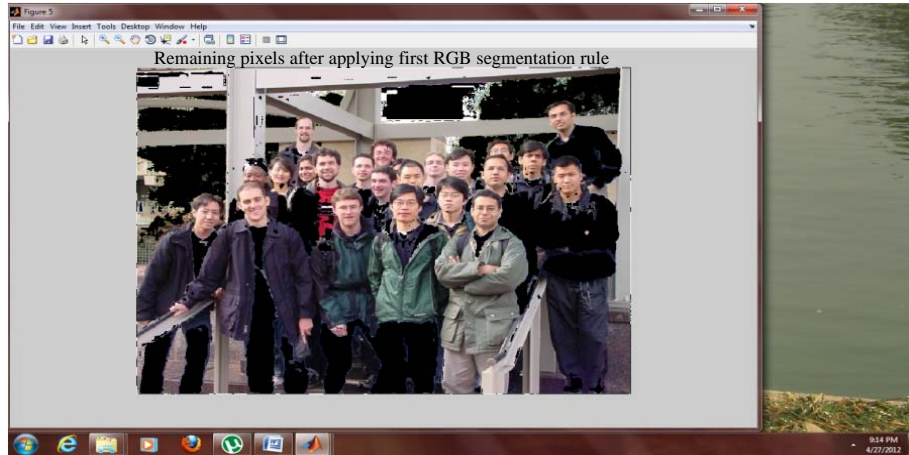 Figure 5
File Edit View Insert Tools Desktop Window Help
Remaining pixels after applying first RGB segmentation rule
9:14 PM
4/27/2012